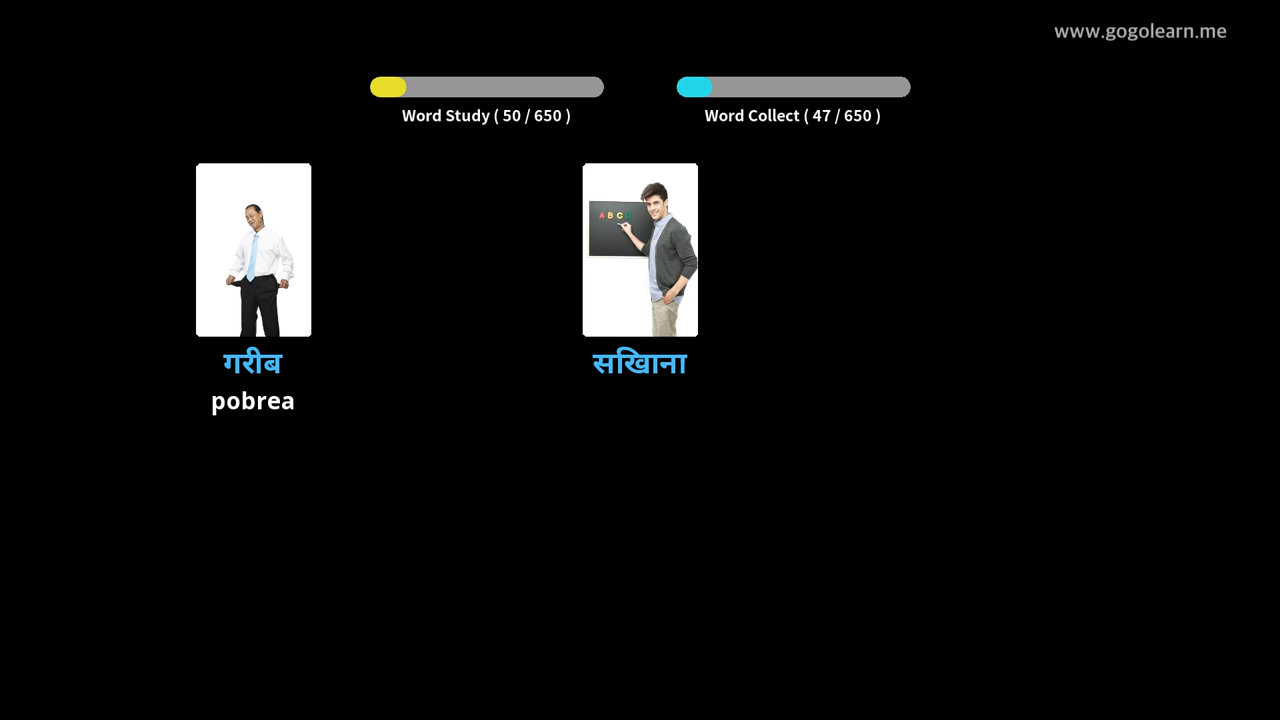 www.gogolearn.me
Word Study ( 50 / 650 )
Word Collect ( 47 / 650 )
A B C D
गरीब
pobrea
सखिाना